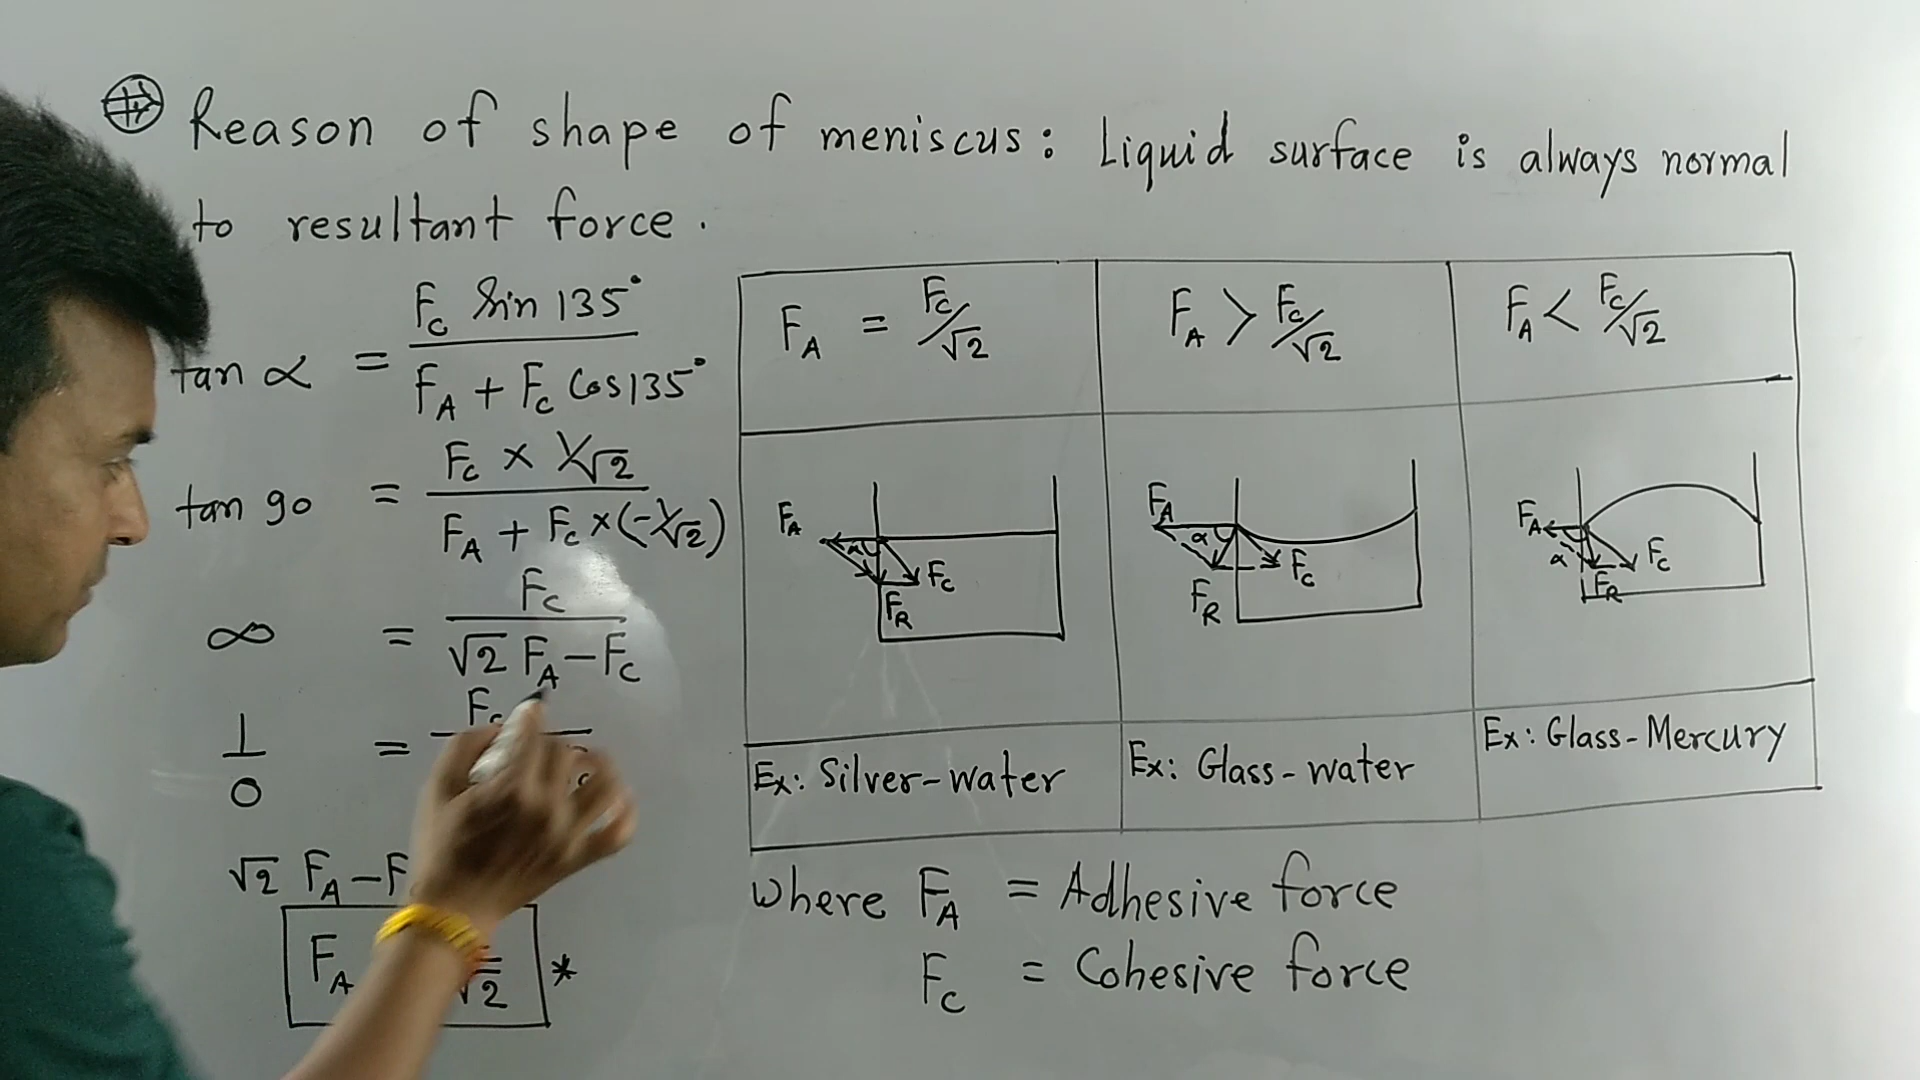 Reason of shape of meniscus: Liquid surface is always normal
to resultant force.
tan α = Fc Sin 135° / FA + Fc Cos 135°
tan 90 = Fc × 1/√2 / FA + Fc × (-1/√2)
∞ = Fc / √2 FA - Fc
1/0 = Fc
√2 FA - F
FA √2 *
FA = Fc/√2
FA > Fc/√2
FA < Fc/√2
FA α Fc FR
FA α Fc FR
FA α Fc FR
Ex: Silver-water
Ex: Glass-water
Ex: Glass-Mercury
where FA = Adhesive force
Fc = Cohesive force